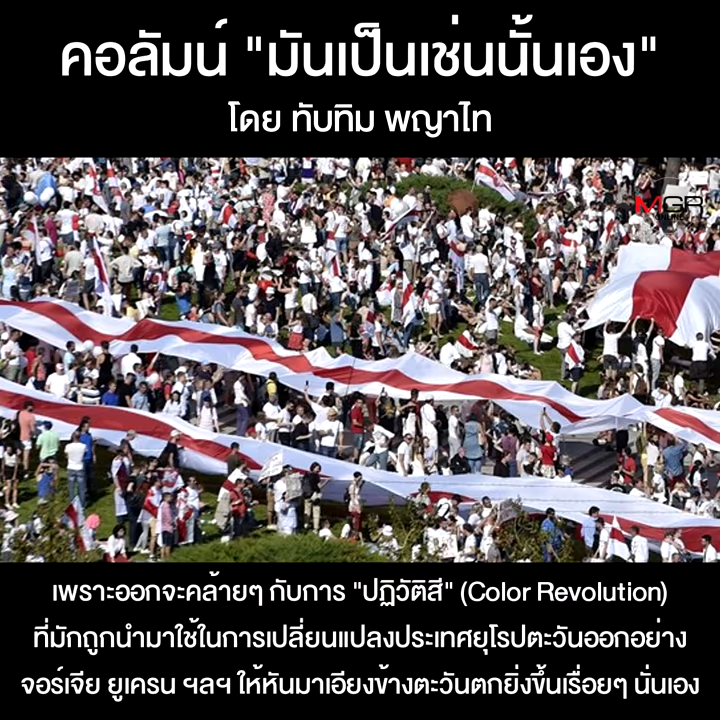 คอลัมน์ "มันเป็นเช่นนั้นเอง"
โดย ทับทิม พญาไท
MGR
ONLINE
เพราะออกจะคล้ายๆ กับการ "ปฏิวัติสี" (Color Revolution)
ที่มักถูกนำมาใช้ในการเปลี่ยนแปลงประเทศยุโรปตะวันออกอย่าง
จอร์เจีย ยูเครน ฯลฯ ให้หันมาเอียงข้างตะวันตกยิ่งขึ้นเรื่อยๆ นั่นเอง